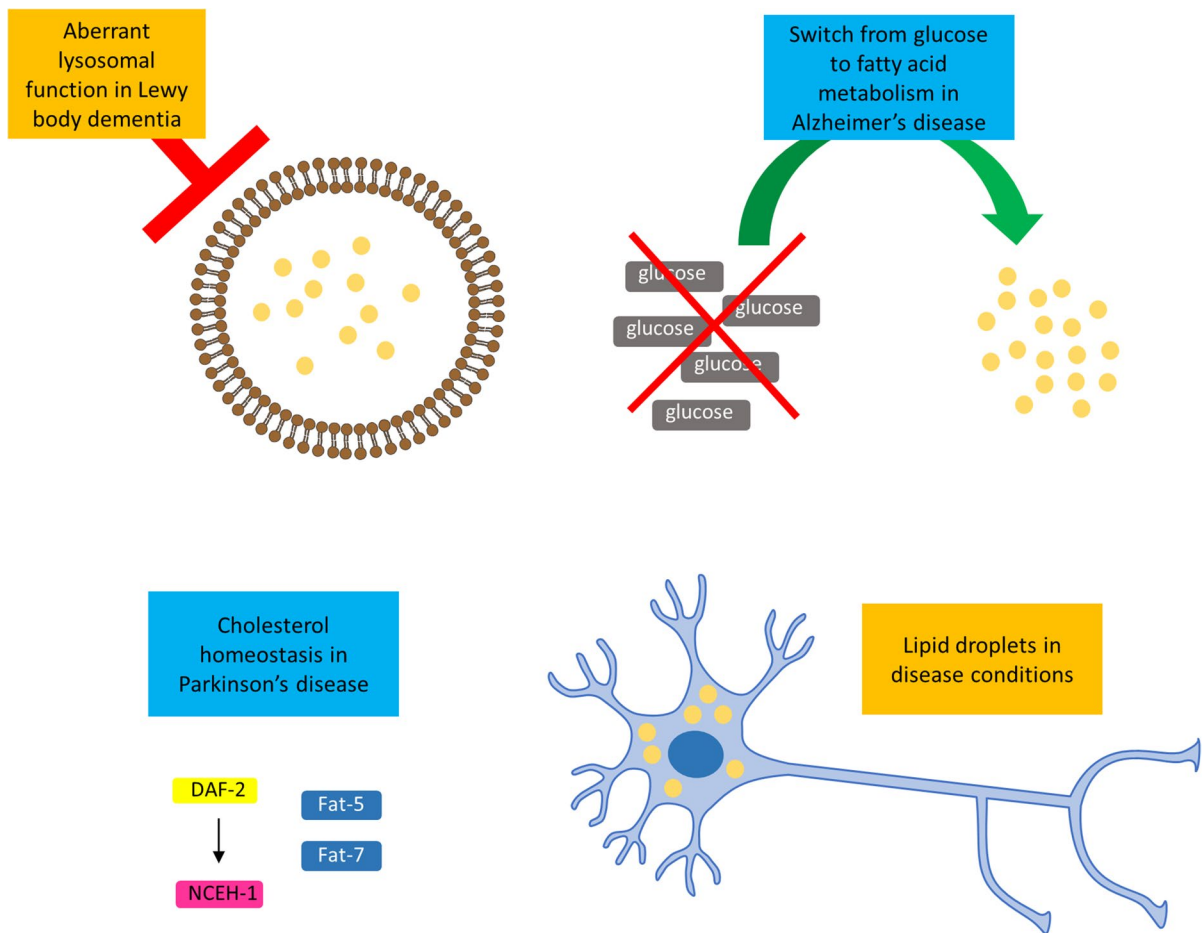 Aberrant
lysosomal
function in Lewy
body dementia
Switch from glucose
to fatty acid
metabolism in
Alzheimer's disease
glucose
glucose
glucose
glucose
glucose
Cholesterol
homeostasis in
Parkinson's disease
Lipid droplets in
disease conditions
DAF-2
Fat-5
Fat-7
NCEH-1